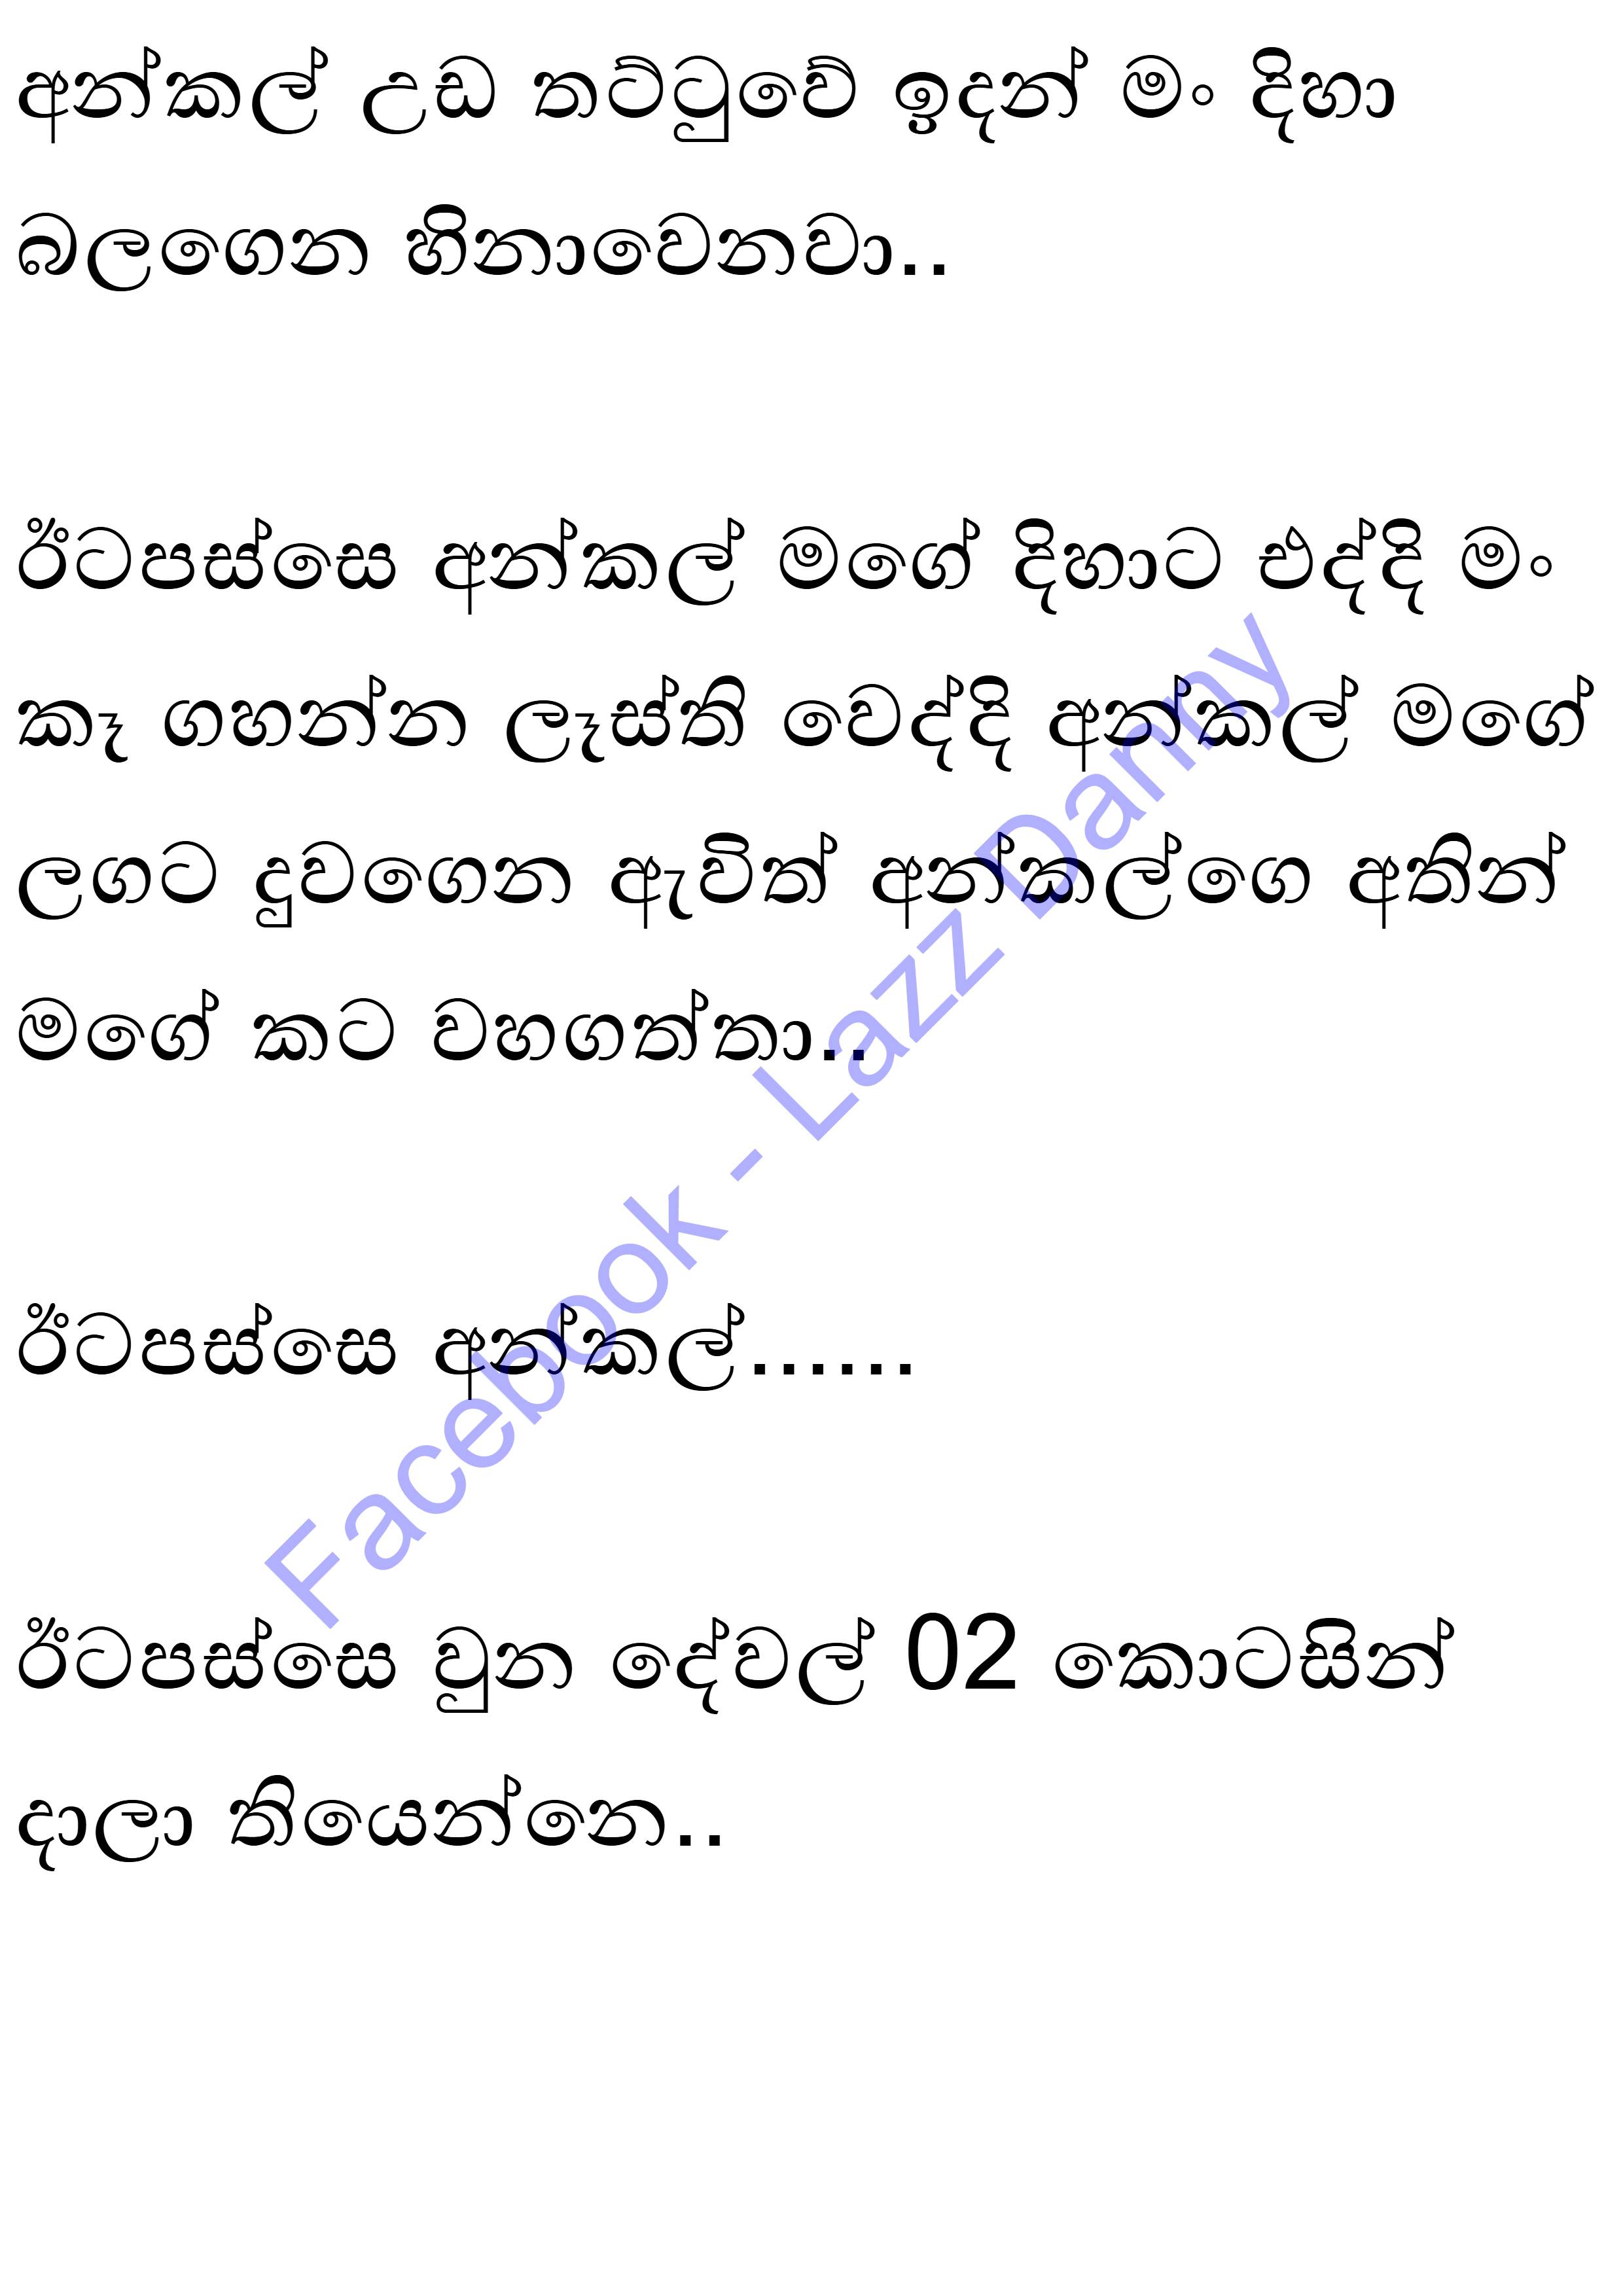 අන්කල් උඩ තට්ටුවේ ඉදන් මං දිහා
බලගෙන හිනාවෙනවා..
ඊටපස්සෙ අන්කල් මගේ දිහාට එද්දි මං
කෑ ගහන්න ලෑස්ති වෙද්දි අන්කල් මගේ
ලගට දුවගෙන ඇවිත් අන්කල්ගෙ අතින්
මගේ කට වහගත්තා..
ඊටපස්සෙ අන්කල්......
ඊටපස්සෙ වුන දේවල් 02 කොටසින්
දාලා තියෙන්නෙ..
Facebook - Lazz Danny